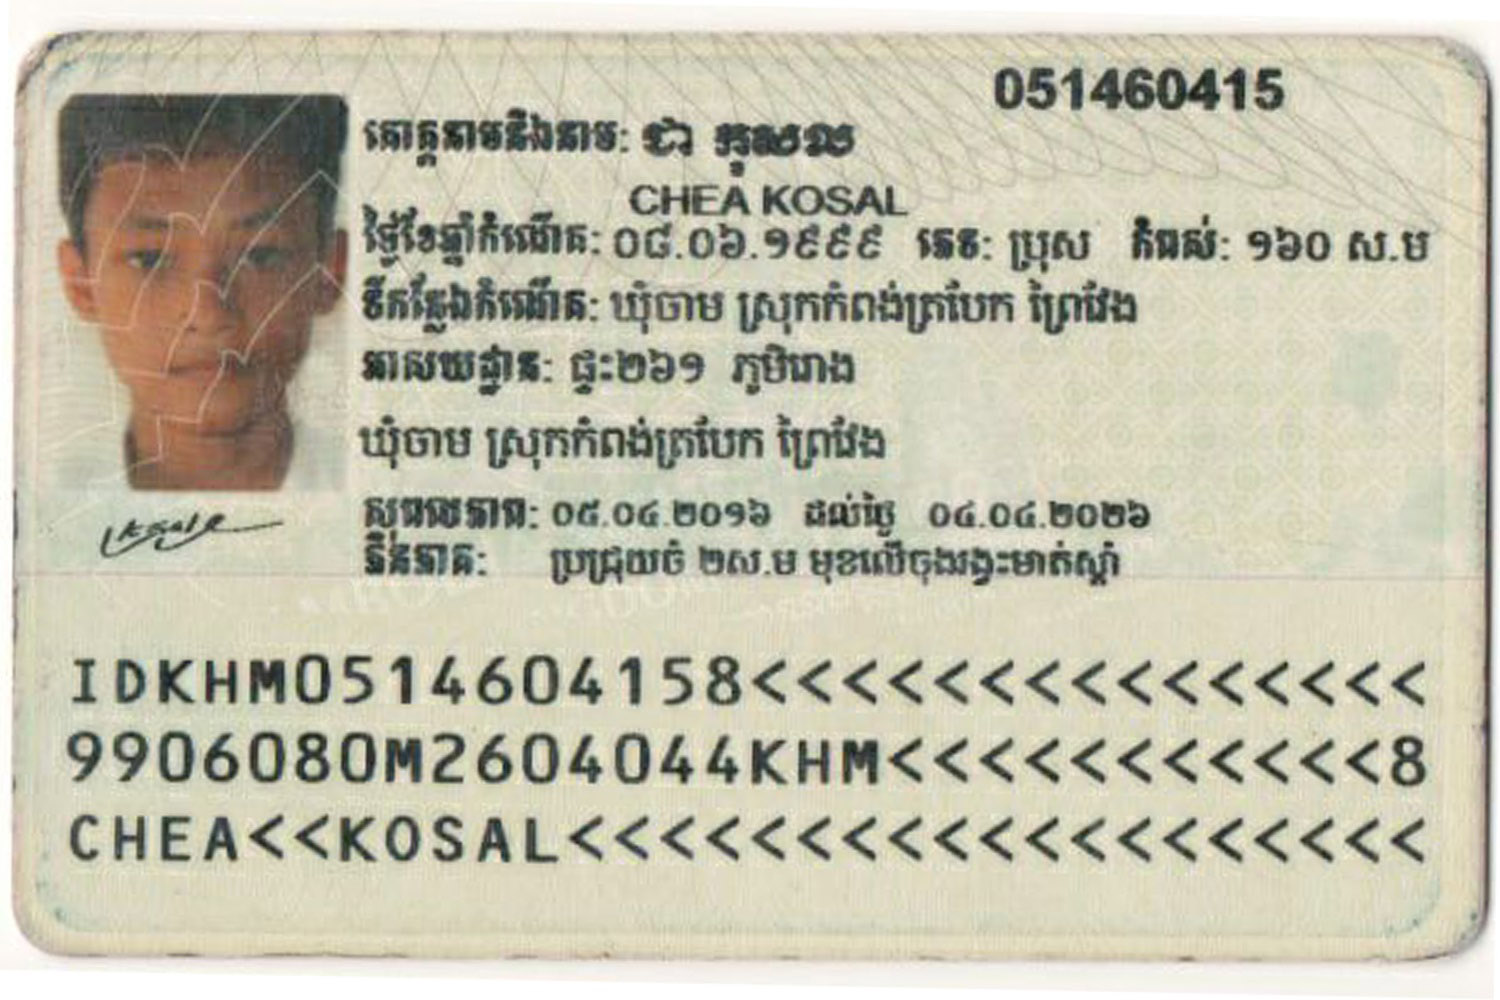 051460415
គោត្តនាមនិងនាម: ជា កុសល
CHEA KOSAL
ថ្ងៃខែឆ្នាំកំណើត: ០៨.០៦.១៩៩៩ ភេទ: ប្រុស កំពស់: ១៦០ ស.ម
ទីកន្លែងកំណើត: ឃុំចាម ស្រុកកំពង់ត្របែក ព្រៃវែង
អាសយដ្ឋាន: ផ្ទះ២៦១ ភូមិរោង
ឃុំចាម ស្រុកកំពង់ត្របែក ព្រៃវែង
សុពលភាព: ០៥.០៤.២០១៦ ដល់ថ្ងៃ ០៤.០៤.២០២៦
ភិនភាគ: ប្រជ្រុយចំ ២ស.ម មុខលើចុងរង្វះមាត់ស្តាំ
IDKHM0514604158<<<<<<<<<<<<<<<
9906080M2604044KHM<<<<<<<<<<<8
CHEA<<KOSAL<<<<<<<<<<<<<<<<<<<